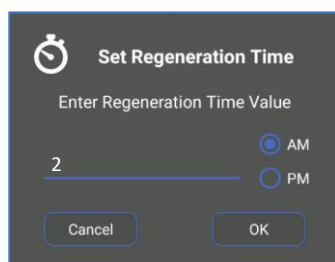 Set Regeneration Time
Enter Regeneration Time Value
AM
2
PM
Cancel OK